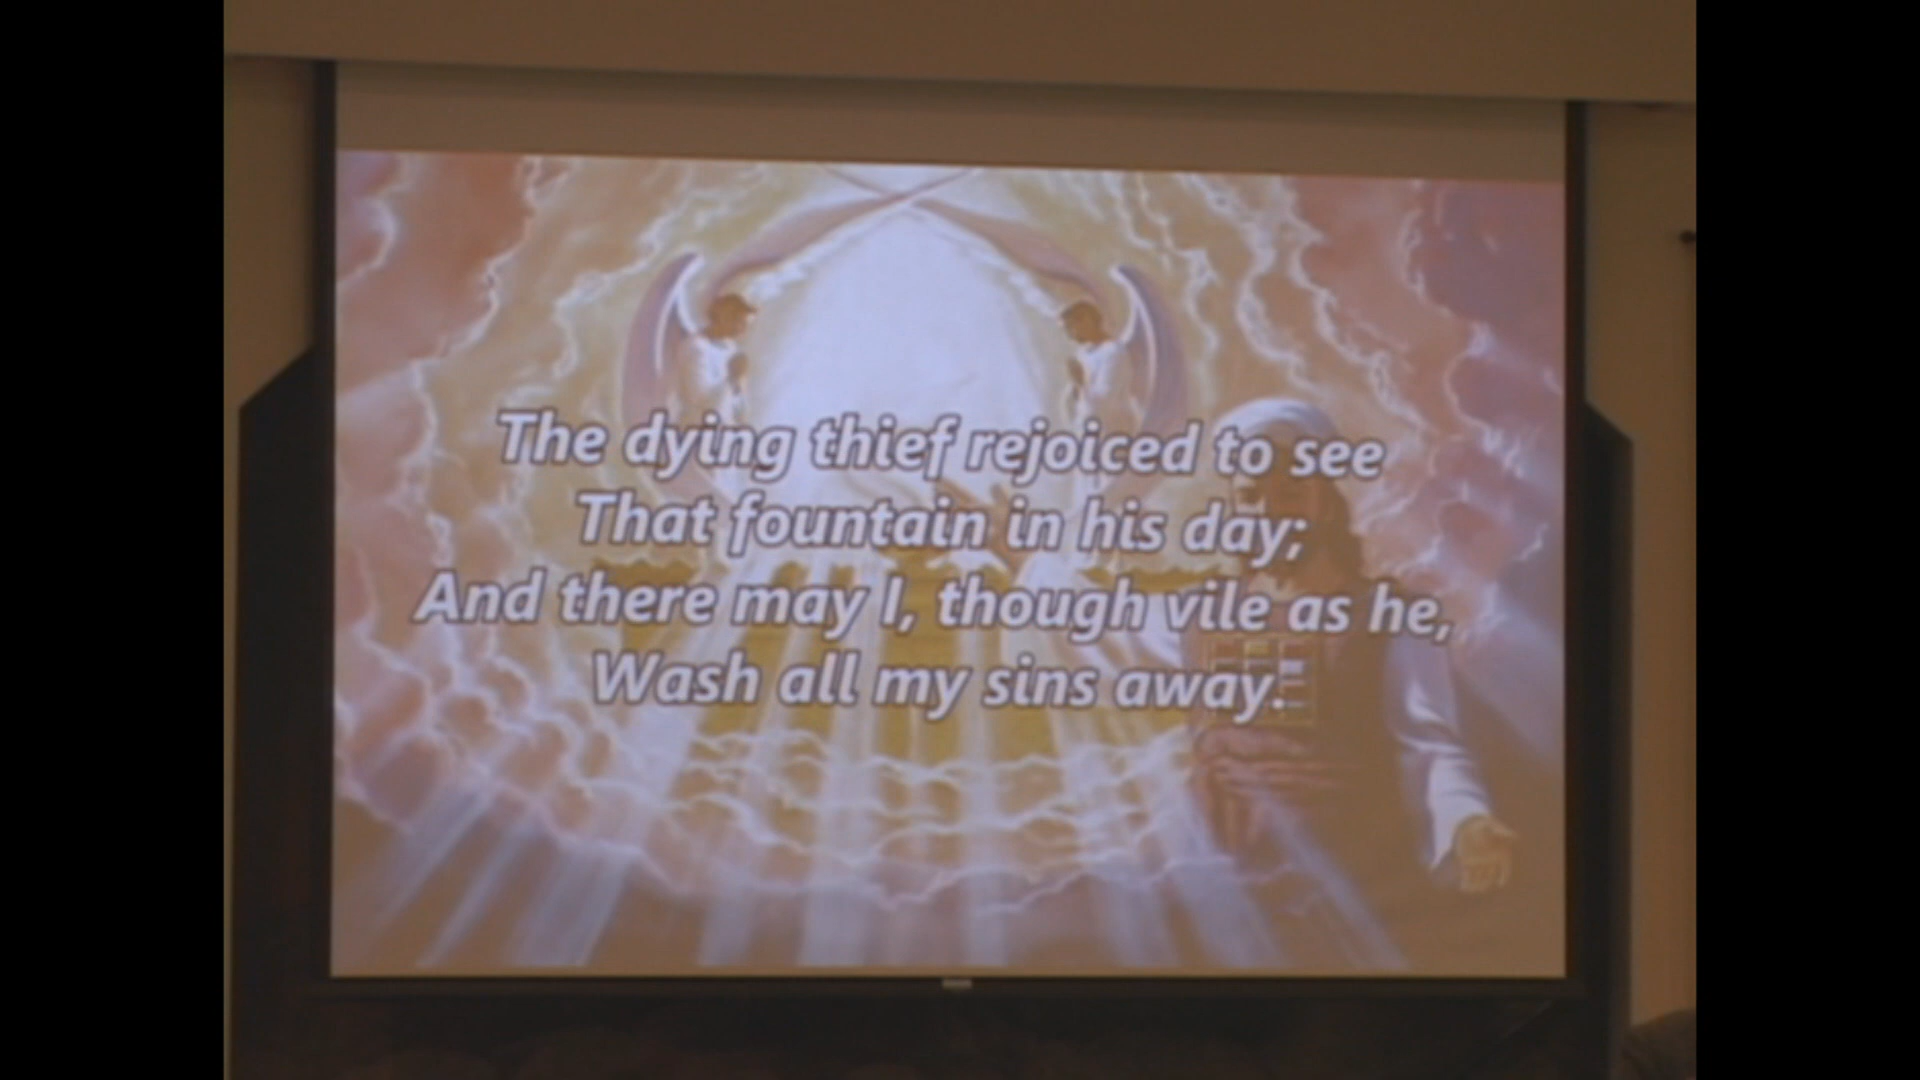 The dying thief rejoiced to see
That fountain in his day;
And there may I, though vile as he,
Wash all my sins away.